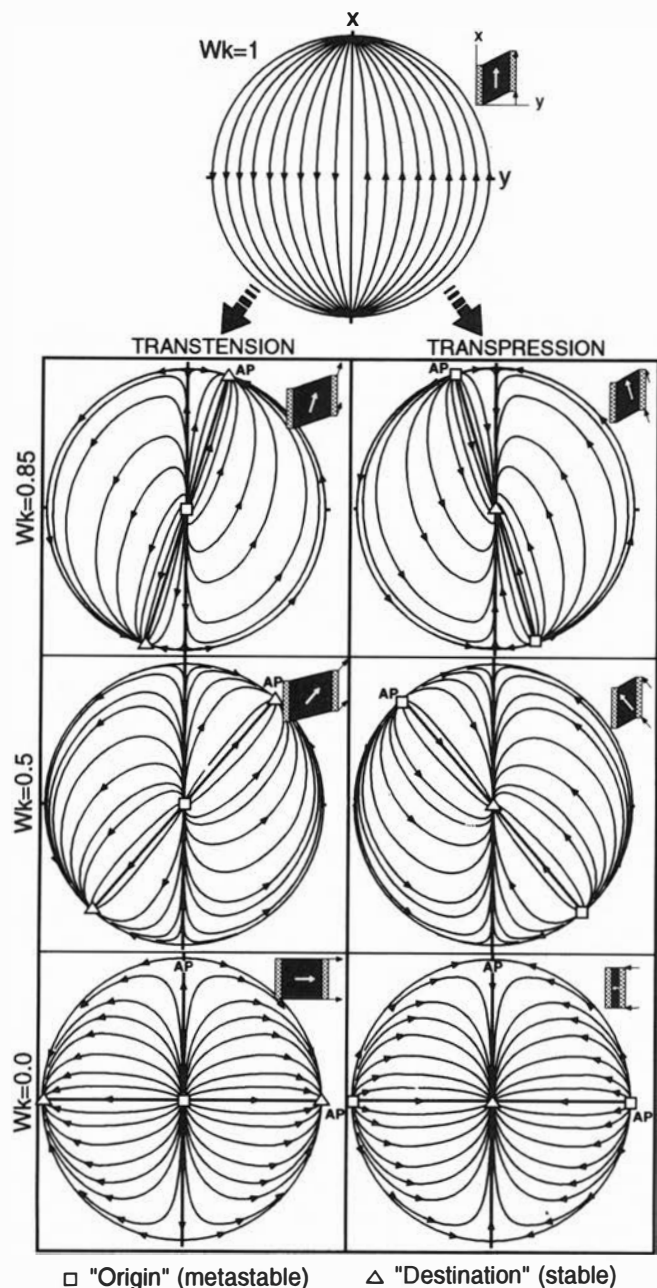 X
Wk=1
x
y
y
TRANSTENSION
TRANSPRESSION
AP
AP
Wk=0.85
AP
AP
Wk=0.5
AP
AP
AP
Wk=0.0
"Origin" (metastable)
"Destination" (stable)